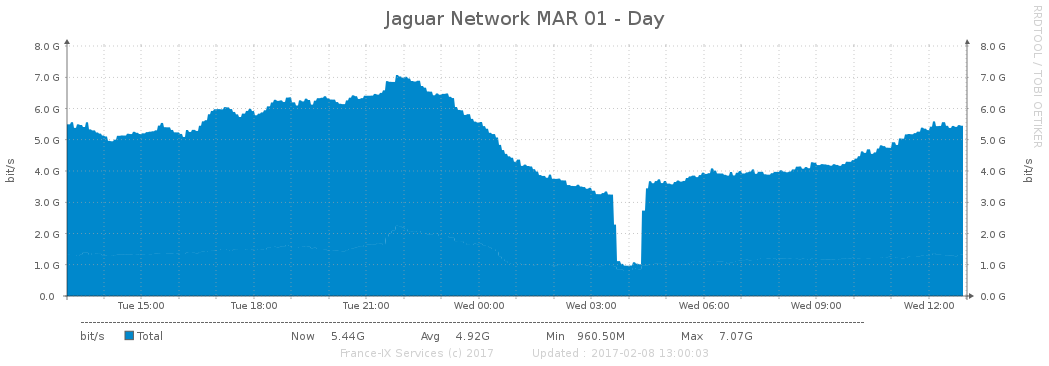 Jaguar Network MAR 01 - Day
RRDTOOL / TOBI OETIKER
bit/s
8.0 G 8.0 G
7.0 G 7.0 G
6.0 G 6.0 G
5.0 G 5.0 G
4.0 G 4.0 G
3.0 G 3.0 G
2.0 G 2.0 G
1.0 G 1.0 G
0.0 0.0 G
bit/s
Tue 15:00 Tue 18:00 Tue 21:00 Wed 00:00 Wed 03:00 Wed 06:00 Wed 09:00 Wed 12:00
bit/s Total Now 5.44G Avg 4.92G Min 960.50M Max 7.07G
France-IX Services (c) 2017 Updated : 2017-02-08 13:00:03